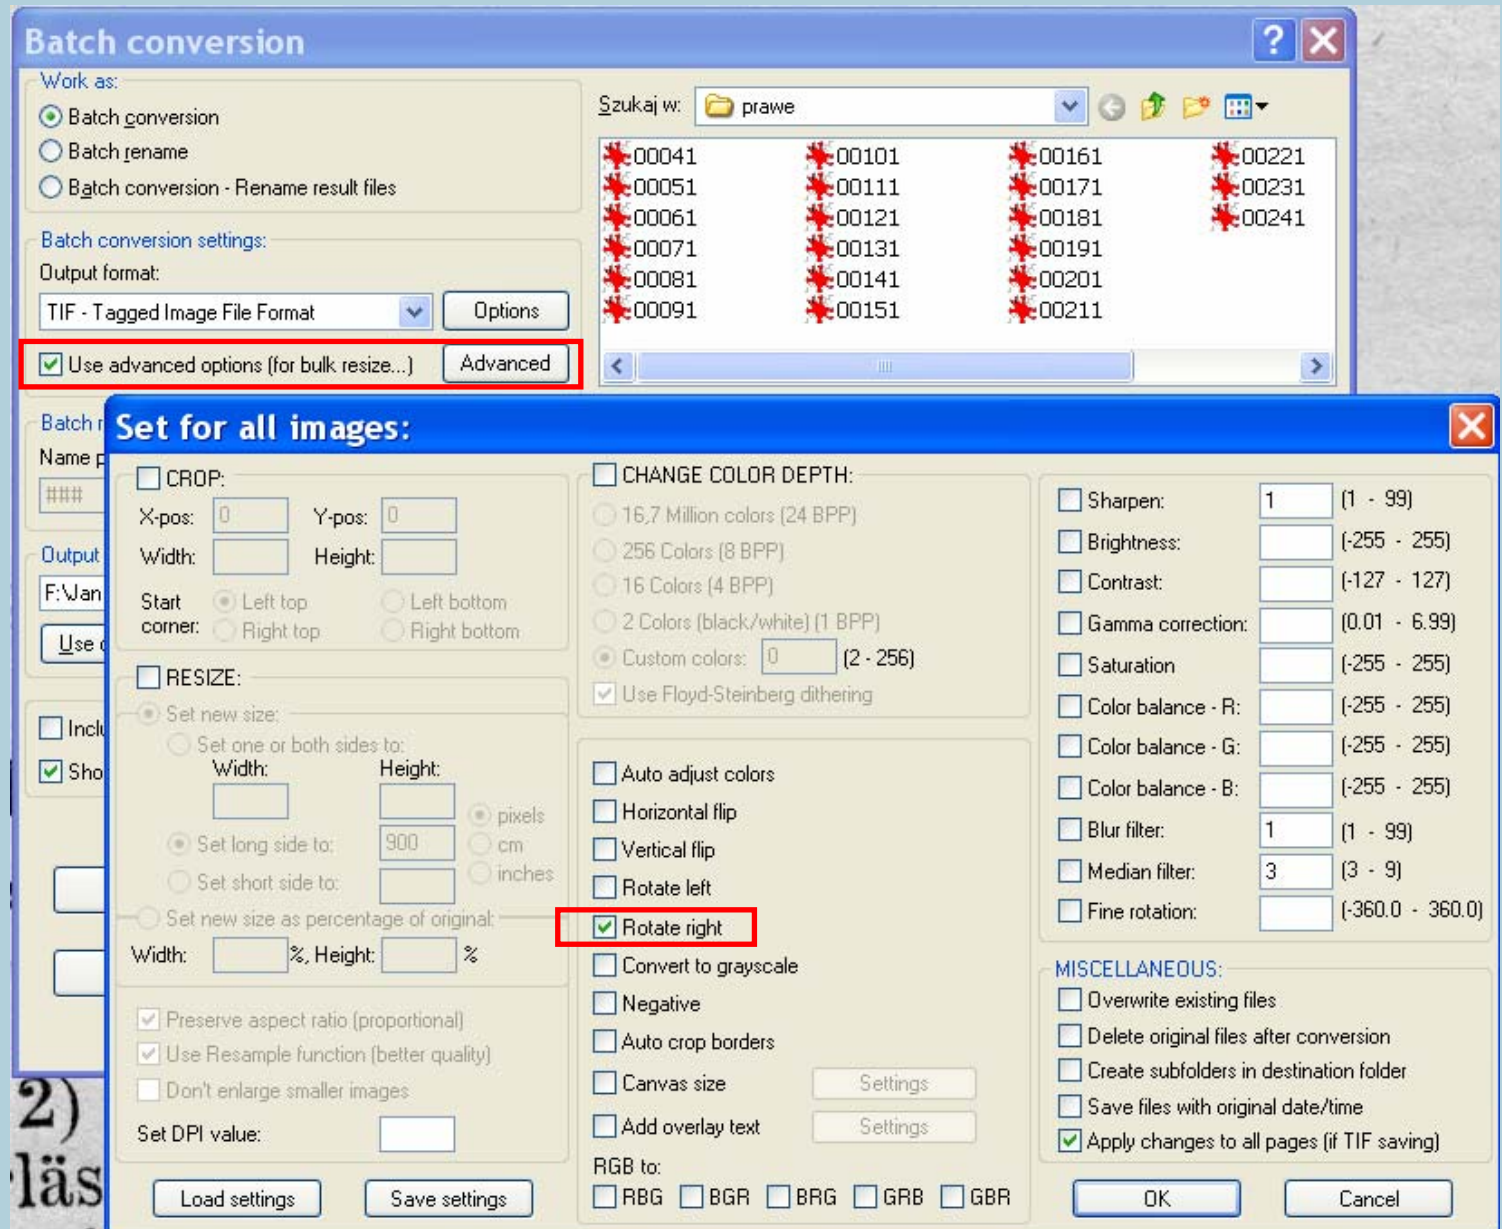 Batch conversion
Work as:
Batch conversion
Batch rename
Batch conversion - Rename result files
Batch conversion settings:
Output format:
TIF - Tagged Image File Format
Options
Use advanced options (for bulk resize...)
Advanced
Szukaj w:
prawe
00041 00101 00161 00221
00051 00111 00171 00231
00061 00121 00181 00241
00071 00131 00191
00081 00141 00201
00091 00151 00211
Batch r
Name p
###
Output
F:\Jan
Use
Inclu
Sho
2)
läs
Set for all images:
CROP:
X-pos: 0 Y-pos: 0
Width: Height:
Start corner:
Left top Left bottom
Right top Right bottom
RESIZE:
Set new size:
Set one or both sides to:
Width: Height:
pixels
Set long side to: 900 cm
Set short side to: inches
Set new size as percentage of original:
Width: %, Height: %
Preserve aspect ratio (proportional)
Use Resample function (better quality)
Don't enlarge smaller images
Set DPI value:
Load settings Save settings
CHANGE COLOR DEPTH:
16,7 Million colors (24 BPP)
256 Colors (8 BPP)
16 Colors (4 BPP)
2 Colors (black/white) (1 BPP)
Custom colors: 0 (2 - 256)
Use Floyd-Steinberg dithering
Auto adjust colors
Horizontal flip
Vertical flip
Rotate left
Rotate right
Convert to grayscale
Negative
Auto crop borders
Canvas size Settings
Add overlay text Settings
RGB to:
RBG BGR BRG GRB GBR
Sharpen: 1 (1 - 99)
Brightness: (-255 - 255)
Contrast: (-127 - 127)
Gamma correction: (0.01 - 6.99)
Saturation (-255 - 255)
Color balance - R: (-255 - 255)
Color balance - G: (-255 - 255)
Color balance - B: (-255 - 255)
Blur filter: 1 (1 - 99)
Median filter: 3 (3 - 9)
Fine rotation: (-360.0 - 360.0)
MISCELLANEOUS:
Overwrite existing files
Delete original files after conversion
Create subfolders in destination folder
Save files with original date/time
Apply changes to all pages (if TIF saving)
OK Cancel